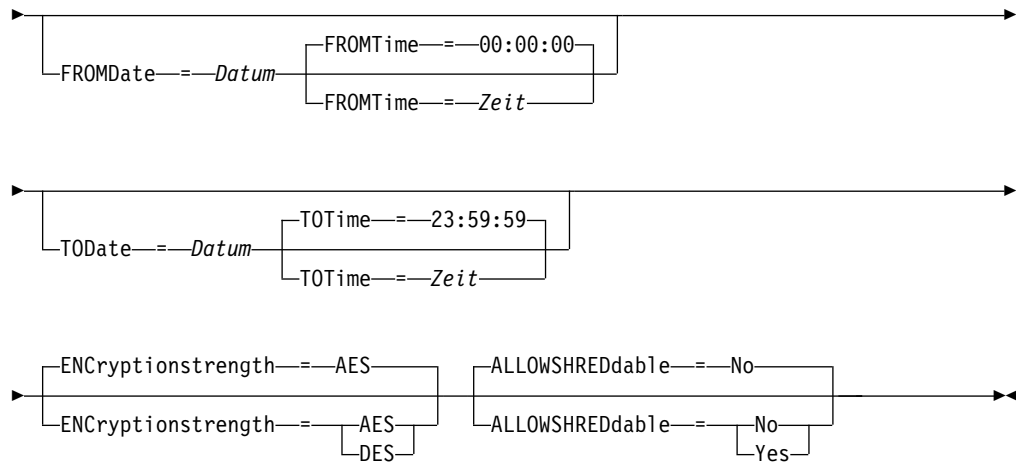 FROMTime = 00:00:00
FROMDate = Datum
FROMTime = Zeit
TOTime = 23:59:59
TODate = Datum
TOTime = Zeit
ENCryptionstrength = AES ALLOWSHREDdable = No
ENCryptionstrength = AES ALLOWSHREDdable = No
DES Yes